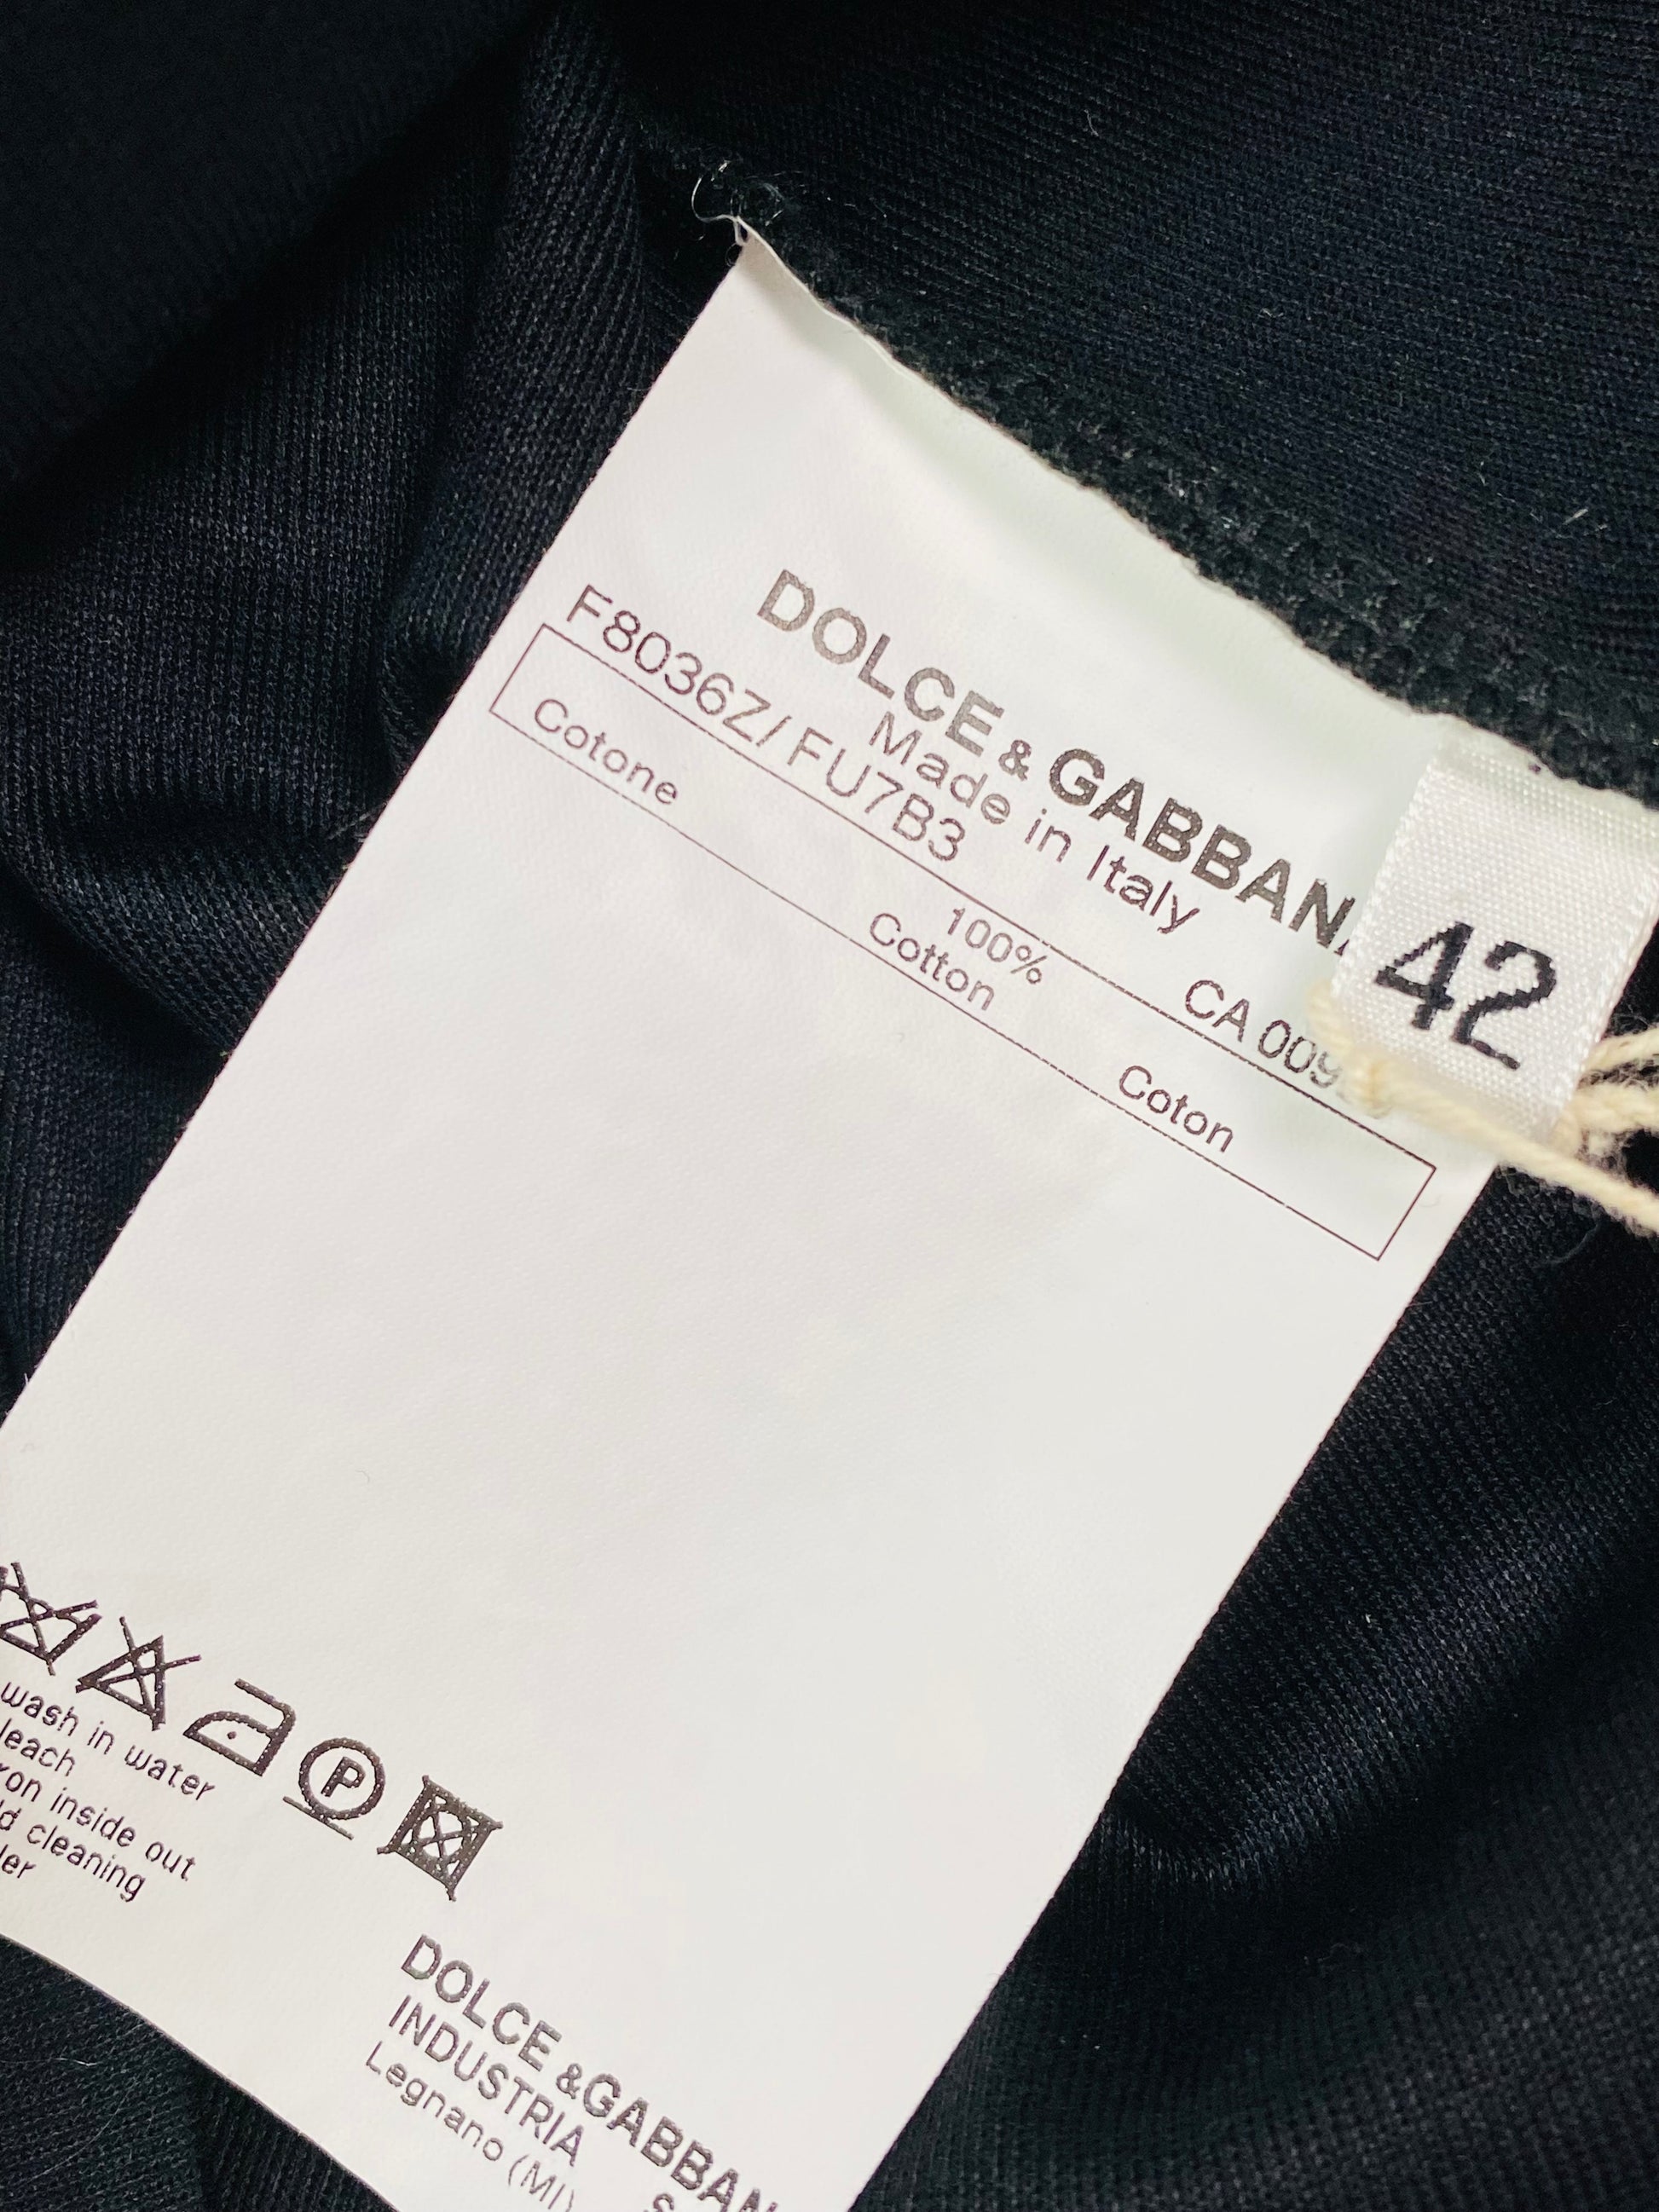 DOLCE & GABBANA
Made in Italy
F8036Z/ FU7B3
CA 009
42
100%
Cotone
Cotton
Coton
wash in water
leach
ron inside out
d cleaning
ler
P
DOLCE &GABBAN
INDUSTRIA S
Legnano (MI)